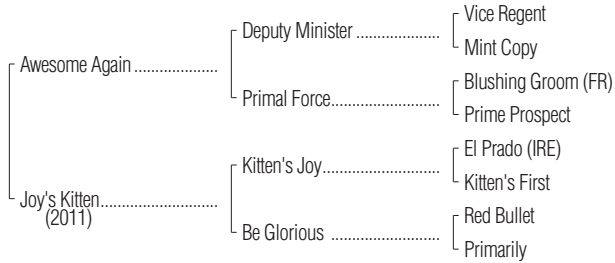 Vice Regent
Deputy Minister ....................
Mint Copy
Awesome Again ....................
Blushing Groom (FR)
Primal Force..........................
Prime Prospect
El Prado (IRE)
Kitten's Joy............................
Kitten's First
Joy's Kitten............................
(2011)
Red Bullet
Be Glorious ..........................
Primarily